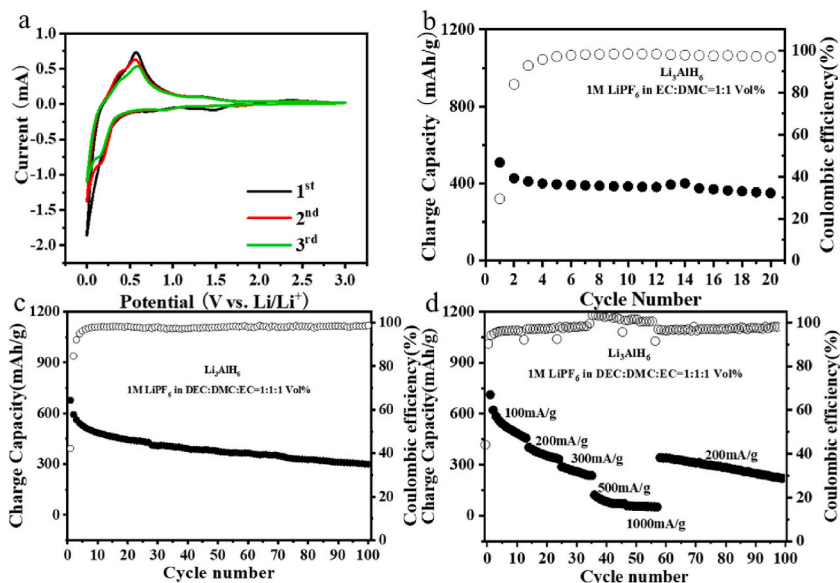 a
1.0
0.5
0.0
-0.5
-1.0
-1.5
-2.0
Current (mA)
1st
2nd
3rd
0.0 0.5 1.0 1.5 2.0 2.5 3.0
Potential (V vs. Li/Li+)
b
1200
800
400
0
Charge Capacity (mAh/g)
Li3AlH6
1M LiPF6 in EC:DMC=1:1 Vol%
100
80
60
40
20
0
Coulombic efficiency(%)
0 2 4 6 8 10 12 14 16 18 20
Cycle Number
c
1200
900
600
300
0
Charge Capacity(mAh/g)
Li3AlH6
1M LiPF6 in DEC:DMC:EC=1:1:1 Vol%
100
80
60
40
20
0
Coulombic efficiency(%)
0 10 20 30 40 50 60 70 80 90 100
Cycle number
d
1200
900
600
300
0
Charge Capacity(mAh/g)
Li3AlH6
1M LiPF6 in DEC:DMC:EC=1:1:1 Vol%
100mA/g
200mA/g
300mA/g
500mA/g
1000mA/g
200mA/g
100
80
60
40
20
0
Coulombic efficiency(%)
0 10 20 30 40 50 60 70 80 90 100
Cycle number